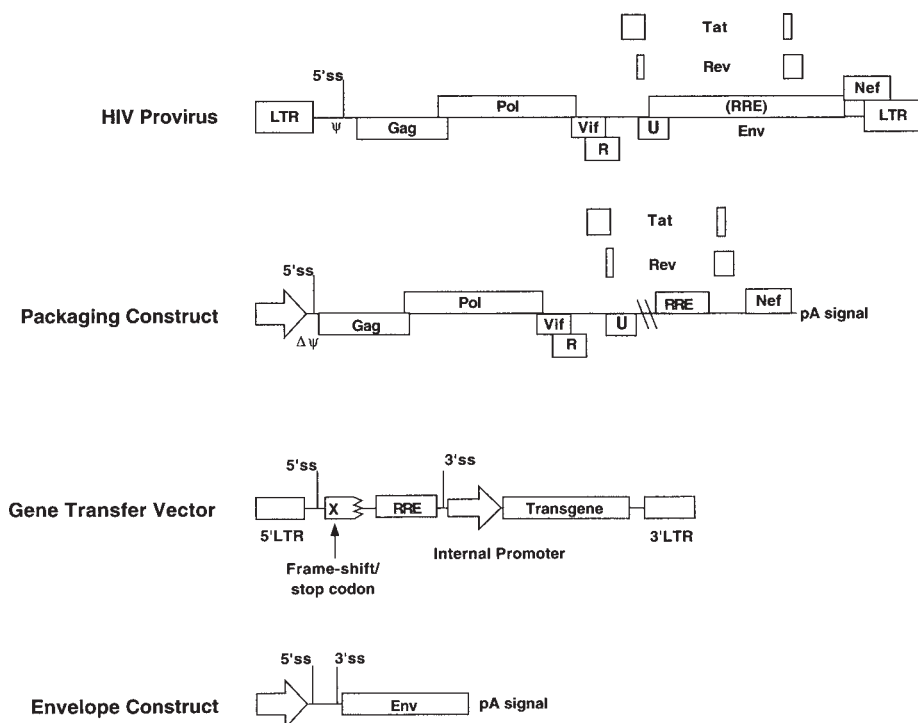 Tat
Rev
5'ss
HIV Provirus
LTR
ψ
Gag
Pol
Vif
R
U
(RRE)
Env
Nef
LTR
Tat
Rev
5'ss
Packaging Construct
Δψ
Gag
Pol
Vif
R
U
RRE
Nef
pA signal
5'ss
3'ss
Gene Transfer Vector
X
RRE
Transgene
5'LTR
Internal Promoter
3'LTR
Frame-shift/
stop codon
5'ss
3'ss
Envelope Construct
Env
pA signal